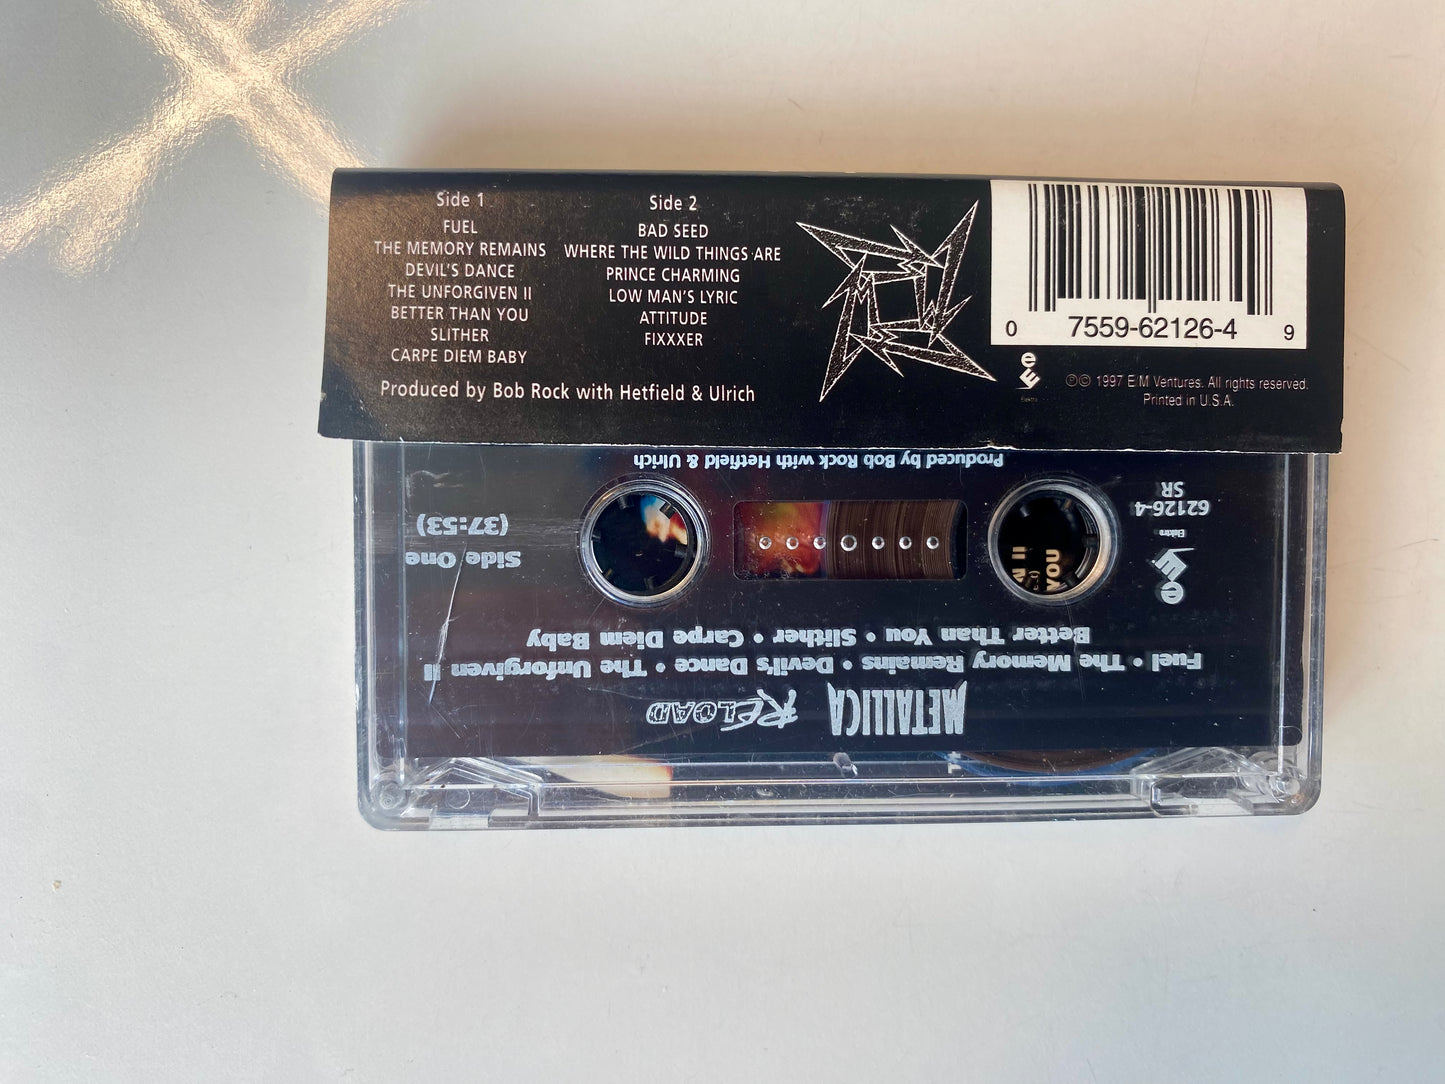 Side 1
FUEL
THE MEMORY REMAINS
DEVIL'S DANCE
THE UNFORGIVEN II
BETTER THAN YOU
SLITHER
CARPE DIEM BABY
Side 2
BAD SEED
WHERE THE WILD THINGS ARE
PRINCE CHARMING
LOW MAN'S LYRIC
ATTITUDE
FIXXXER
Produced by Bob Rock with Hetfield & Ulrich
0 7559-62126-4 9
Elektra
℗© 1997 E/M Ventures. All rights reserved.
Printed in U.S.A.
METALLICA RELOAD
Fuel • The Memory Remains • Devil's Dance • The Unforgiven II
Better Than You • Slither • Carpe Diem Baby
Elektra
62126-4
SR
Side One
(37:53)
Produced by Bob Rock with Hetfield & Ulrich
N II
YOU